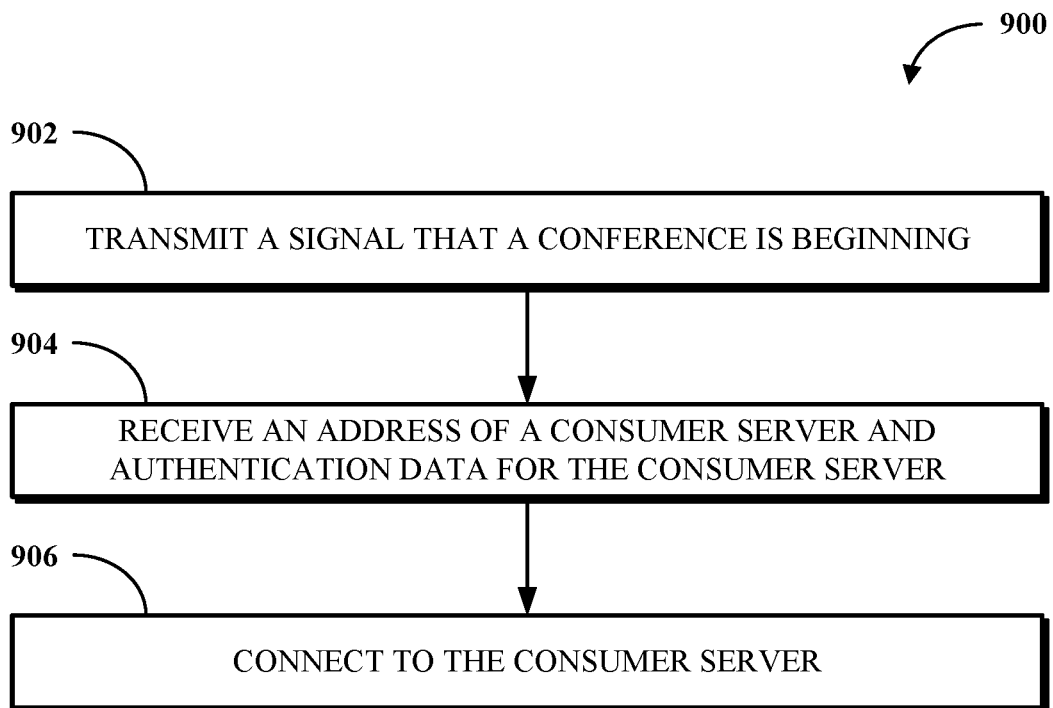 900
902
TRANSMIT A SIGNAL THAT A CONFERENCE IS BEGINNING
904
RECEIVE AN ADDRESS OF A CONSUMER SERVER AND
AUTHENTICATION DATA FOR THE CONSUMER SERVER
906
CONNECT TO THE CONSUMER SERVER